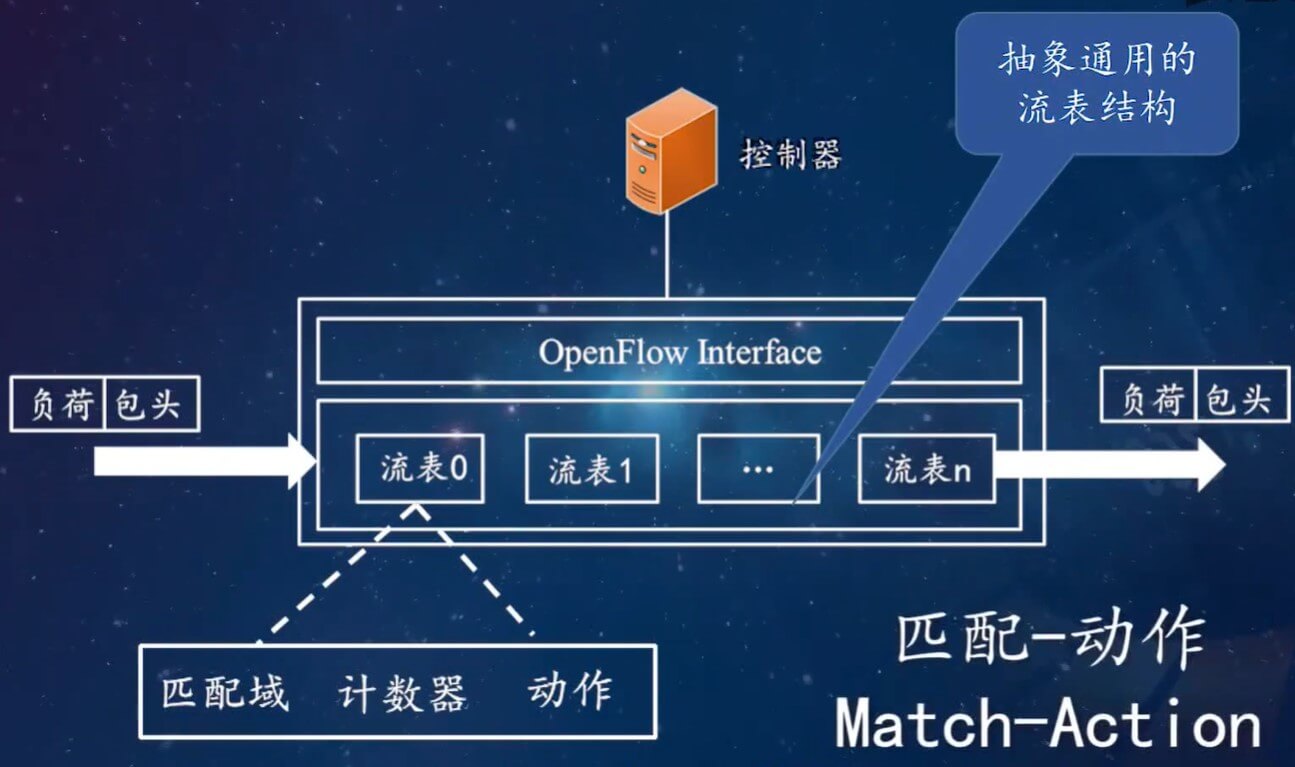 抽象通用的
流表结构
控制器
OpenFlow Interface
负荷 包头
负荷 包头
流表0 流表1 … 流表n
匹配域 计数器 动作
匹配-动作
Match-Action